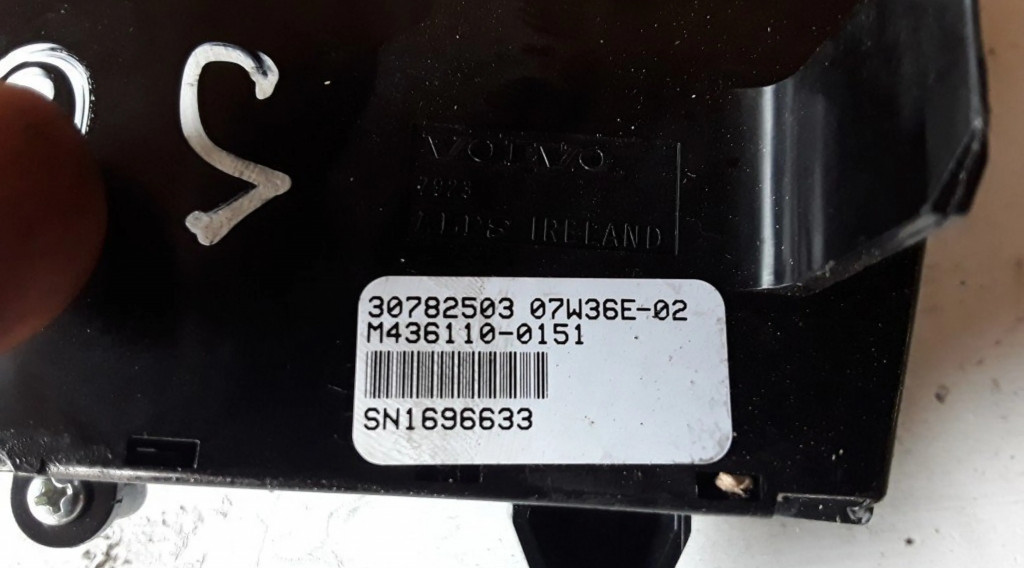 VOLVO
ALPS IRELAND
30782503 07W36E-02
M436110-0151
SN1696633